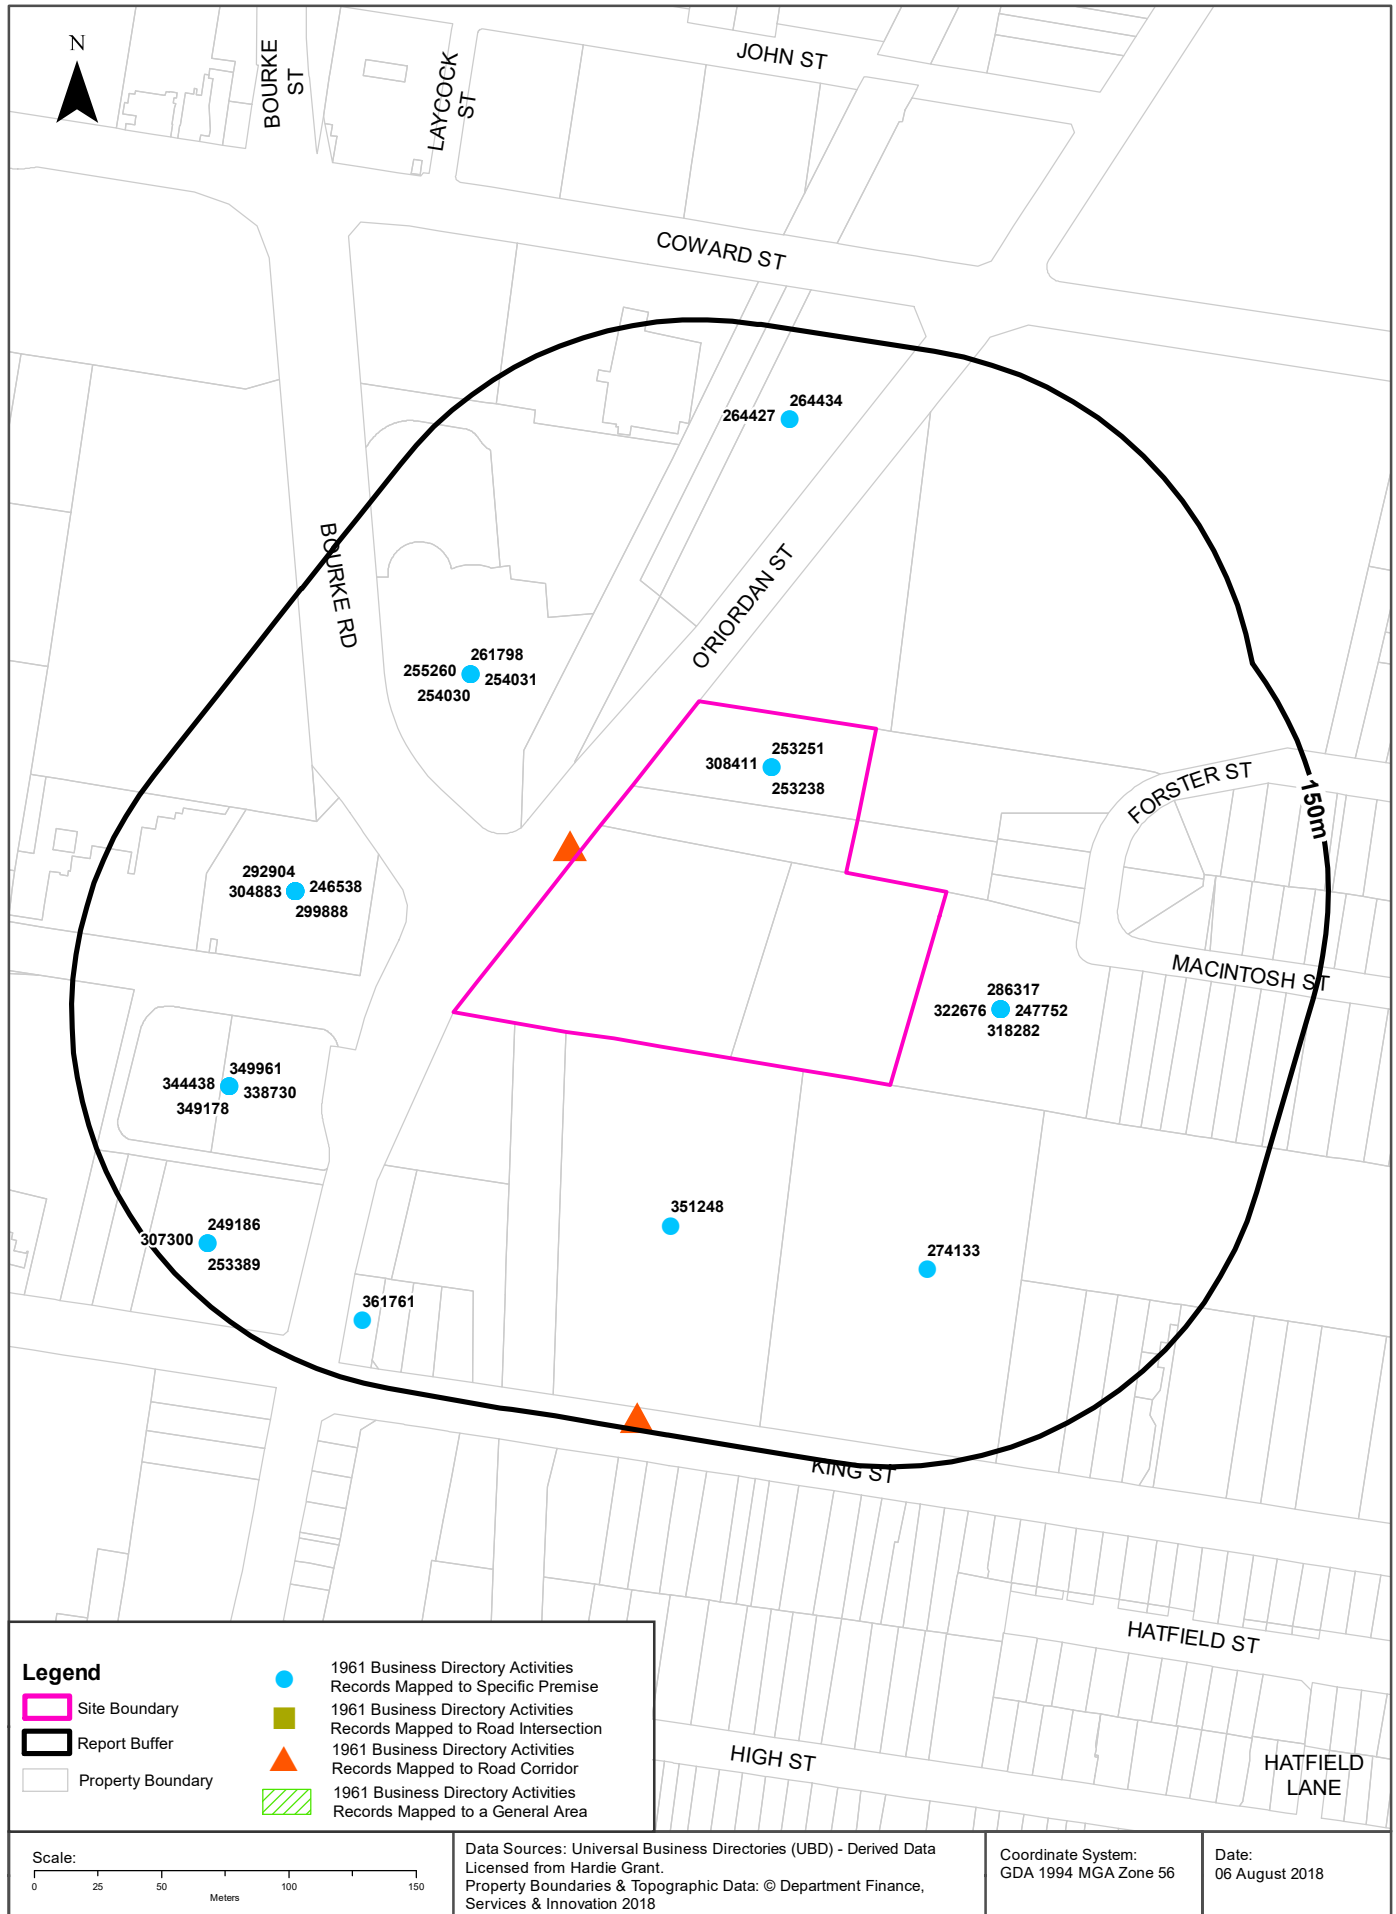 N
BOURKE
ST
LAYCOCK
ST
JOHN ST
COWARD ST
264434
264427
BOURKE RD
O'RIORDAN ST
261798
255260
254031
254030
253251
308411
253238
FORSTER ST
150m
292904
246538
304883
299888
MACINTOSH ST
286317
322676
247752
318282
349961
344438
338730
349178
351248
249186
307300
253389
274133
361761
KING ST
HATFIELD ST
HIGH ST
HATFIELD
LANE
Legend
Site Boundary
Report Buffer
Property Boundary
1961 Business Directory Activities
Records Mapped to Specific Premise
1961 Business Directory Activities
Records Mapped to Road Intersection
1961 Business Directory Activities
Records Mapped to Road Corridor
1961 Business Directory Activities
Records Mapped to a General Area
Scale:
0 25 50 100 150
Meters
Data Sources: Universal Business Directories (UBD) - Derived Data
Licensed from Hardie Grant.
Property Boundaries & Topographic Data: © Department Finance,
Services & Innovation 2018
Coordinate System:
GDA 1994 MGA Zone 56
Date:
06 August 2018